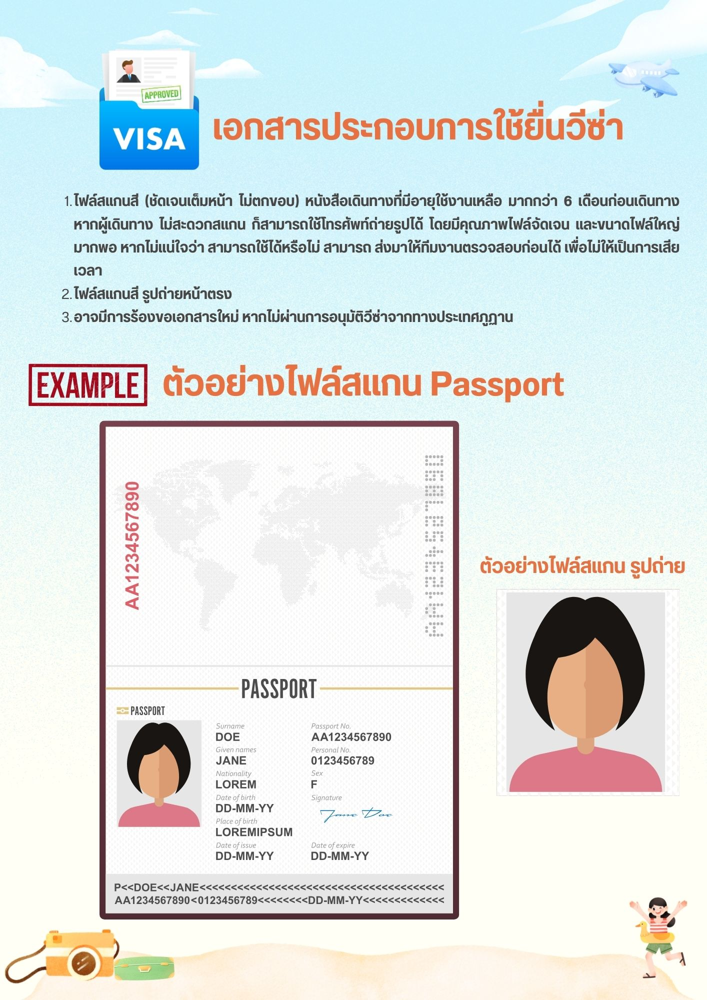 APPROVED
VISA
เอกสารประกอบการใช้ยื่นวีซ่า
1. ไฟล์สแกนสี (ชัดเจนเต็มหน้า ไม่ตกขอบ) หนังสือเดินทางที่มีอายุใช้งานเหลือ มากกว่า 6 เดือนก่อนเดินทาง
หากผู้เดินทาง ไม่สะดวกสแกน ก็สามารถใช้โทรศัพท์ถ่ายรูปได้ โดยมีคุณภาพไฟล์จัดเจน และขนาดไฟล์ใหญ่
มากพอ หากไม่แน่ใจว่า สามารถใช้ได้หรือไม่ สามารถ ส่งมาให้ทีมงานตรวจสอบก่อนได้ เพื่อไม่ให้เป็นการเสีย
เวลา
2. ไฟล์สแกนสี รูปถ่ายหน้าตรง
3. อาจมีการร้องขอเอกสารใหม่ หากไม่ผ่านการอนุมัติวีซ่าจากทางประเทศภูฏาน
EXAMPLE
ตัวอย่างไฟล์สแกน Passport
AA1234567890
AA1234567890
ตัวอย่างไฟล์สแกน รูปถ่าย
PASSPORT
PASSPORT
Surname
DOE
Given names
JANE
Nationality
LOREM
Date of birth
DD-MM-YY
Place of birth
LOREMIPSUM
Date of issue
DD-MM-YY
Passport No.
AA1234567890
Personal No.
0123456789
Sex
F
Signature
Jane Doe
Date of expire
DD-MM-YY
P<<DOE<<JANE<<<<<<<<<<<<<<<<<<<<<<<<<<<<<<<<<<<<<<<
AA1234567890<0123456789<<<<<<<<DD-MM-YY<<<<<<<<<<<<<